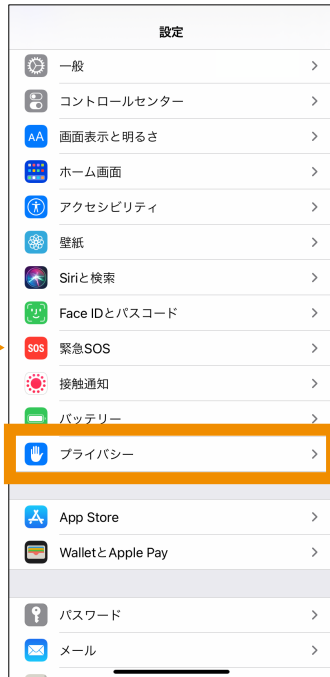 設定
一般
コントロールセンター
AA 画面表示と明るさ
ホーム画面
アクセシビリティ
壁紙
Siriと検索
Face IDとパスコード
SOS 緊急SOS
接触通知
バッテリー
プライバシー
App Store
WalletとApple Pay
パスワード
メール